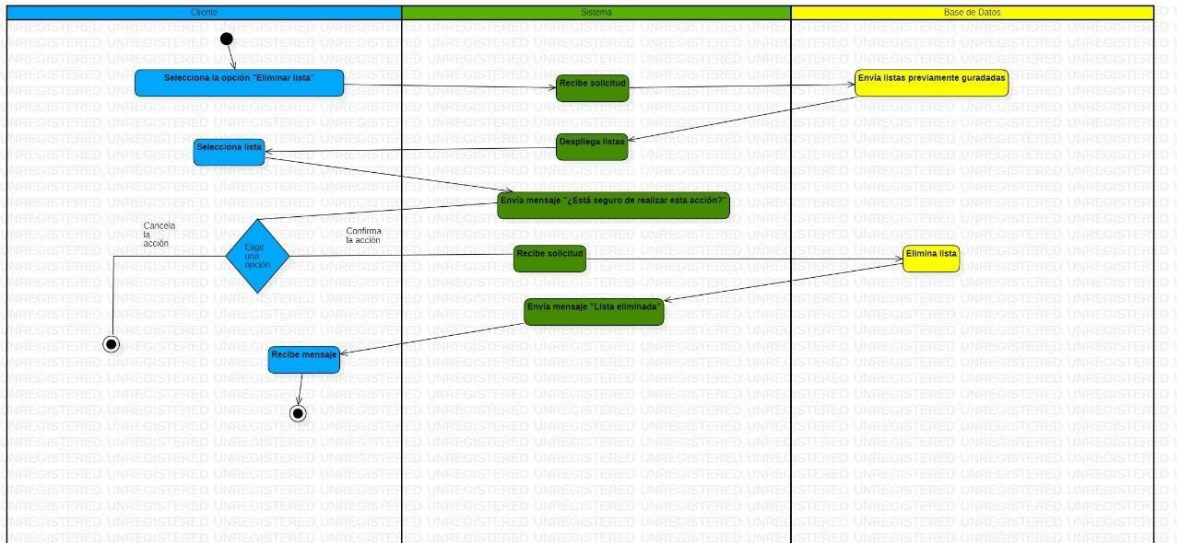 Cliente
Sistema
Base de Datos
Selecciona la opción "Eliminar lista"
Recibe solicitud
Envía listas previamente guradadas
Despliega listas
Selecciona lista
Envía mensaje "¿Está seguro de realizar esta acción?"
Cancela
la
acción
Elige
una
opción
Confirma
la acción
Recibe solicitud
Elimina lista
Envía mensaje "Lista eliminada"
Recibe mensaje
UNREGISTERED